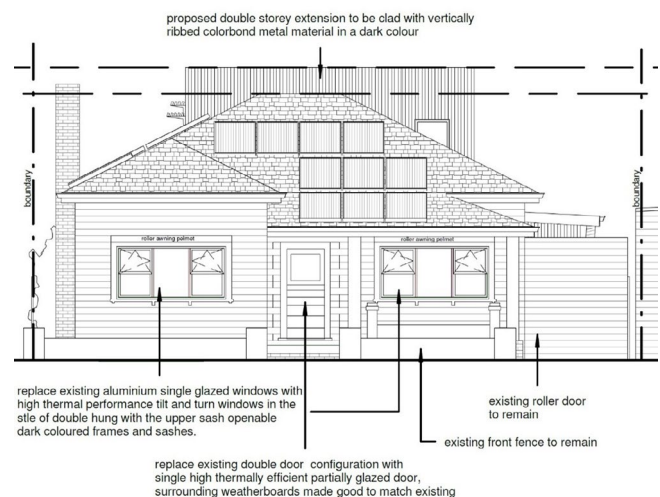 proposed double storey extension to be clad with vertically
ribbed colorbond metal material in a dark colour
boundary
boundary
roller awning pelmet
roller awning pelmet
replace existing aluminium single glazed windows with
high thermal performance tilt and turn windows in the
stle of double hung with the upper sash openable
dark coloured frames and sashes.
existing roller door
to remain
existing front fence to remain
replace existing double door configuration with
single high thermally efficient partially glazed door,
surrounding weatherboards made good to match existing